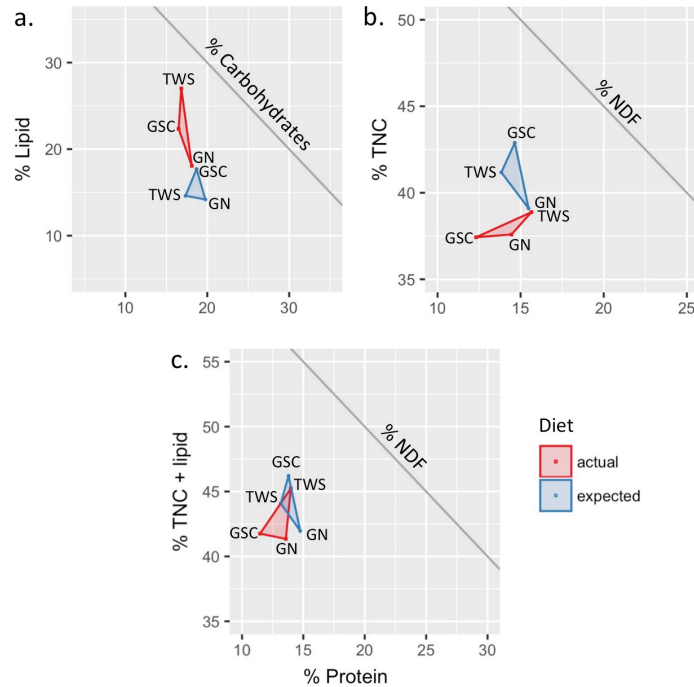 a.
% Lipid
30
20
10
% Carbohydrates
TWS
GSC
GN
GSC
TWS
GN
10
20
30
b.
% TNC
50
45
40
35
% NDF
GSC
TWS
GN
TWS
GSC
GN
10
15
20
25
c.
% TNC + lipid
55
50
45
40
35
% NDF
GSC
TWS
TWS
GSC
GN
GN
10
15
20
25
30
% Protein
Diet
actual
expected